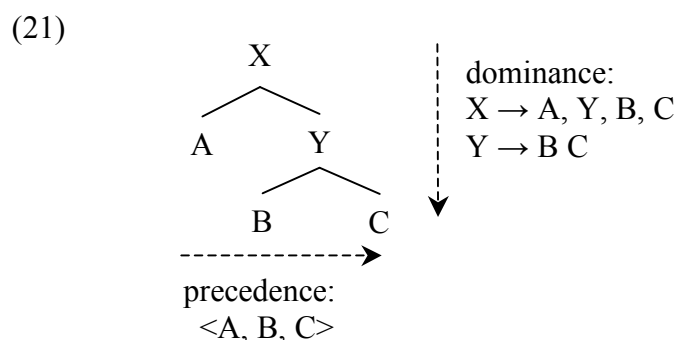 (21)
X
A Y
B C
dominance:
X → A, Y, B, C
Y → B C
precedence:
<A, B, C>